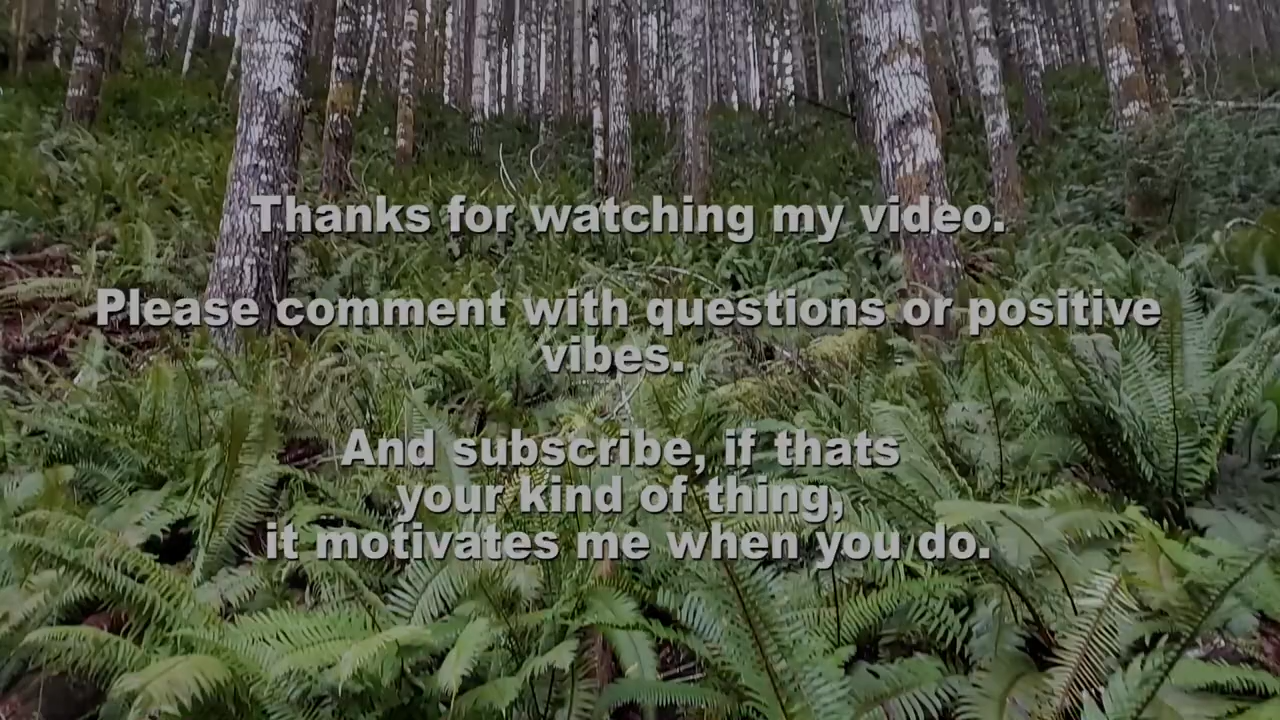 Thanks for watching my video.
Please comment with questions or positive
vibes.
And subscribe, if thats
your kind of thing,
it motivates me when you do.